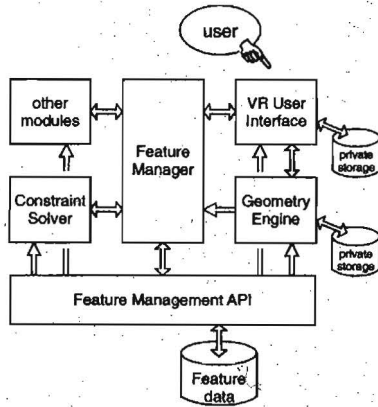 user
other
modules
Feature
Manager
VR User
Interface
private
storage
Constraint
Solver
Geometry
Engine
private
storage
Feature Management API
Feature
data